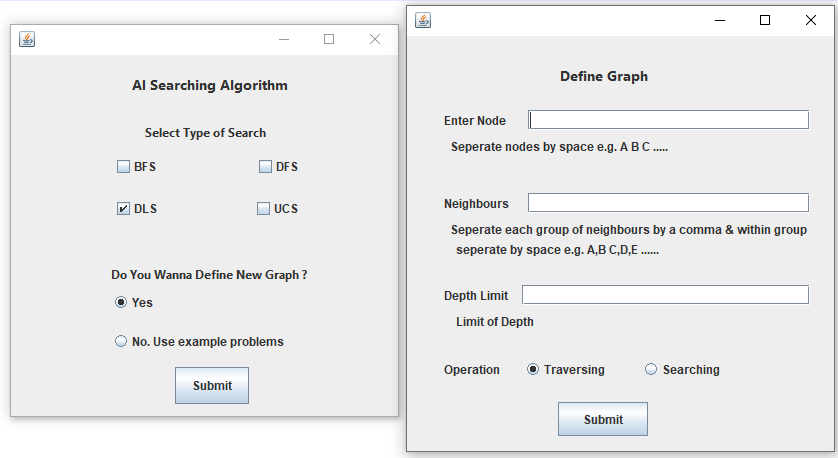 AI Searching Algorithm
Select Type of Search
BFS DFS
DLS UCS
Do You Wanna Define New Graph ?
Yes
No. Use example problems
Submit
Define Graph
Enter Node
Seperate nodes by space e.g. A B C .....
Neighbours
Seperate each group of neighbours by a comma & within group
seperate by space e.g. A,B C,D,E ......
Depth Limit
Limit of Depth
Operation Traversing Searching
Submit